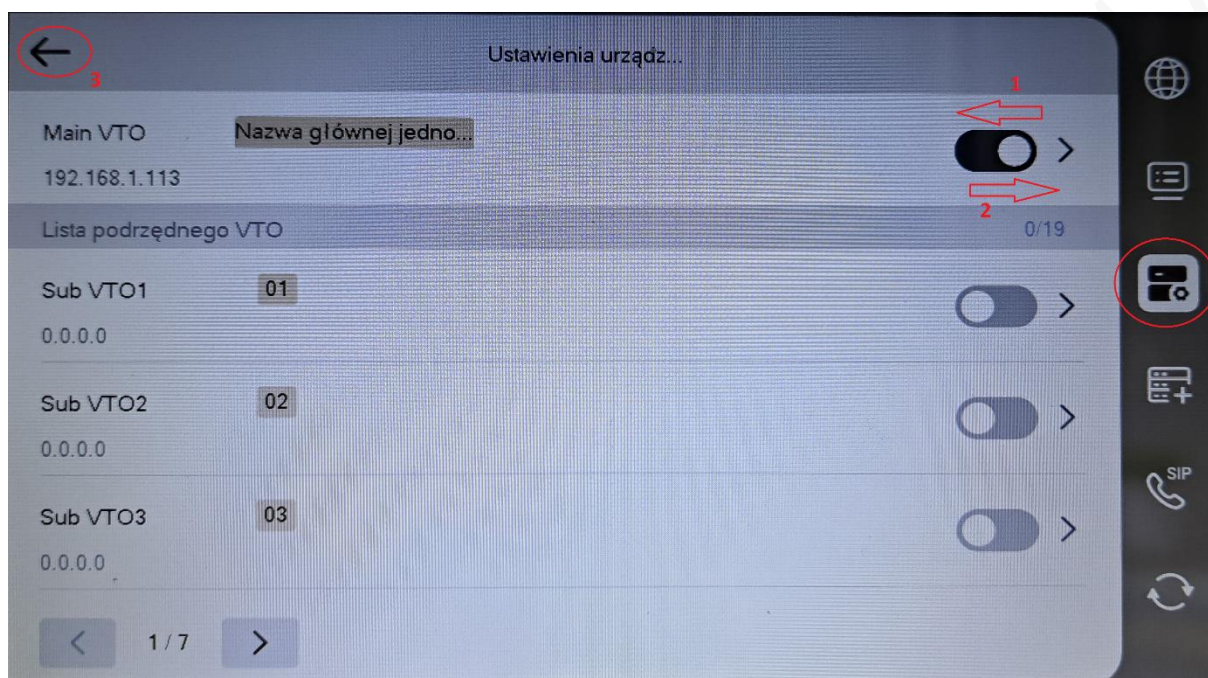 Ustawienia urządz...
3
1
Main VTO Nazwa głównej jedno...
192.168.1.113
2
Lista podrzędnego VTO 0/19
Sub VTO1 01
0.0.0.0
Sub VTO2 02
0.0.0.0
SIP
Sub VTO3 03
0.0.0.0
1/7